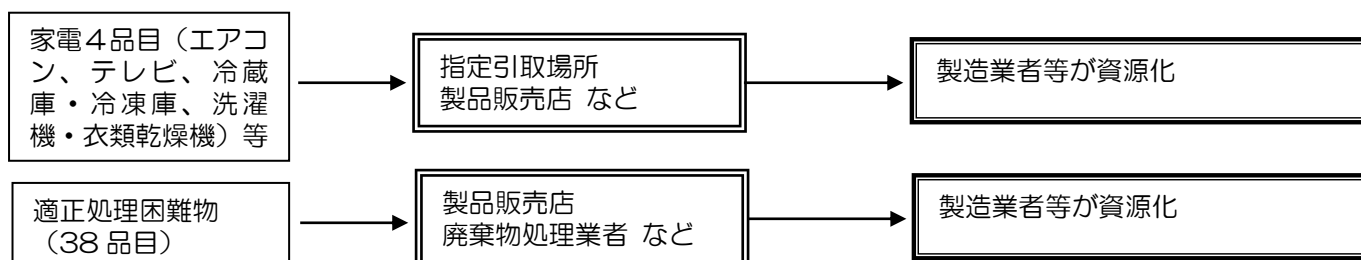 家電４品目（エアコ
ン、テレビ、冷蔵
庫・冷凍庫、洗濯
機・衣類乾燥機）等
指定引取場所
製品販売店 など
製造業者等が資源化
適正処理困難物
（38 品目）
製品販売店
廃棄物処理業者 など
製造業者等が資源化